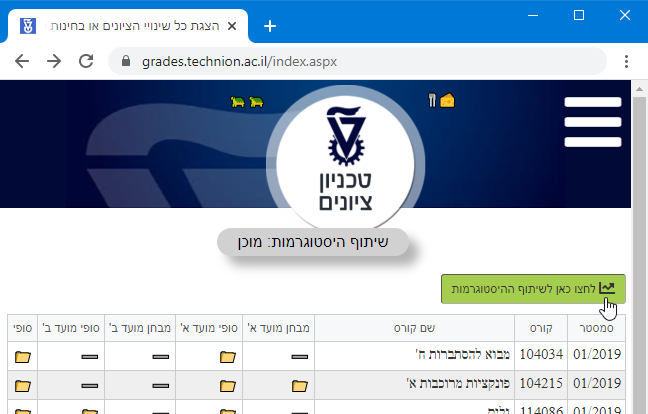 הצגת כל שינויי הציונים או בחינות
grades.technion.ac.il/index.aspx
טכניון
ציונים
שיתוף היסטוגרמות: מוכן
לחצו כאן לשיתוף ההיסטוגרמות
סמסטר קורס שם קורס מבחן מועד א' סופי מועד א' מבחן מועד ב' סופי מועד ב' סופי
01/2019 104034 מבוא להסתברות ח'
01/2019 104215 פונקציות מרוכבות א'
01/2019 114086